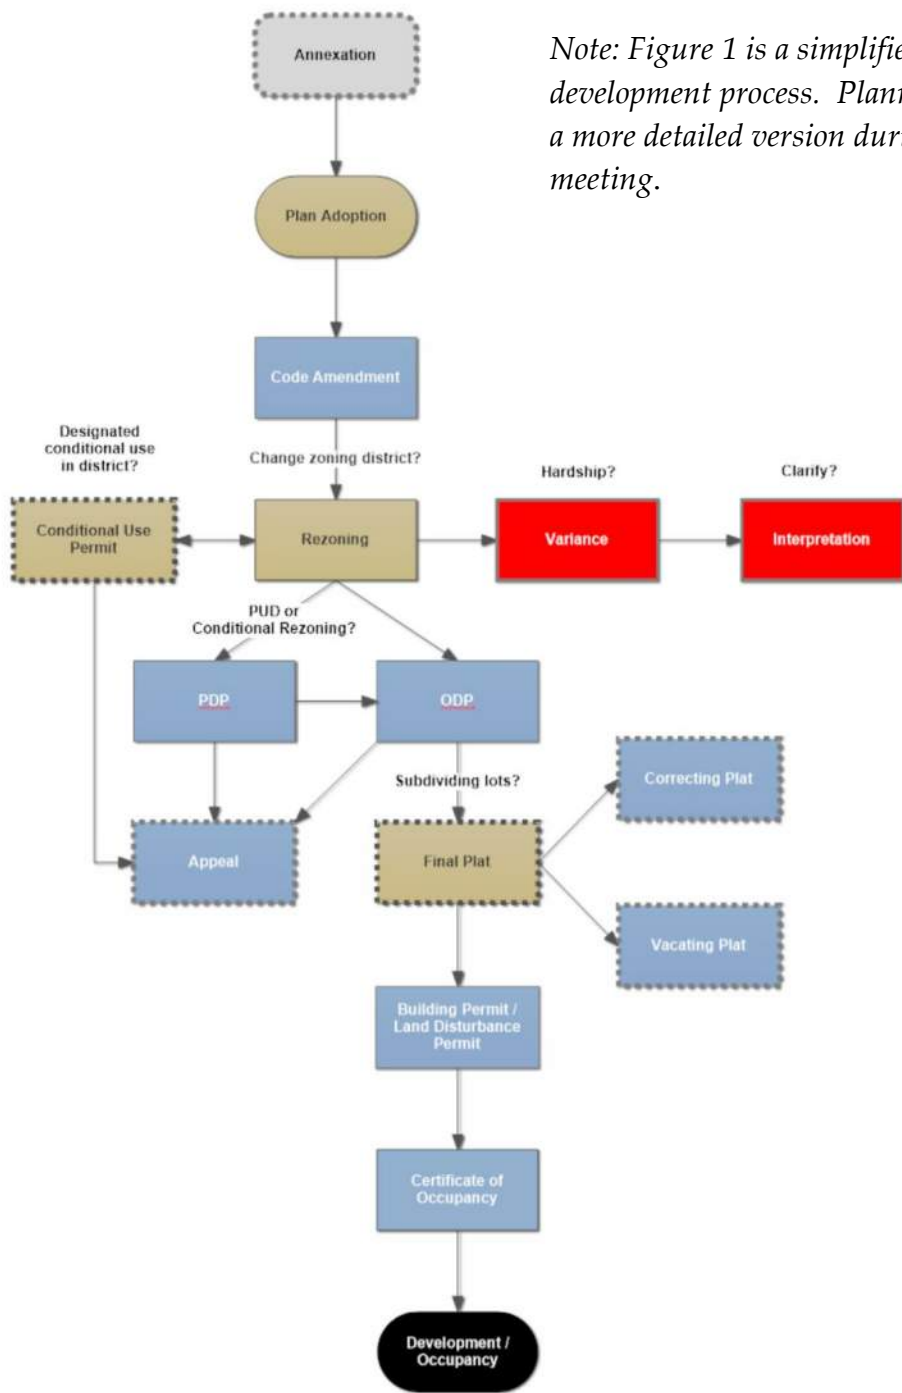 Annexation
Note: Figure 1 is a simplifie
development process. Plann
a more detailed version duri
meeting.
Plan Adoption
Code Amendment
Designated
conditional use
in district?
Change zoning district?
Hardship?
Clarify?
Conditional Use
Permit
Rezoning
Variance
Interpretation
PUD or
Conditional Rezoning?
PDP
ODP
Subdividing lots?
Correcting Plat
Appeal
Final Plat
Vacating Plat
Building Permit /
Land Disturbance
Permit
Certificate of
Occupancy
Development /
Occupancy